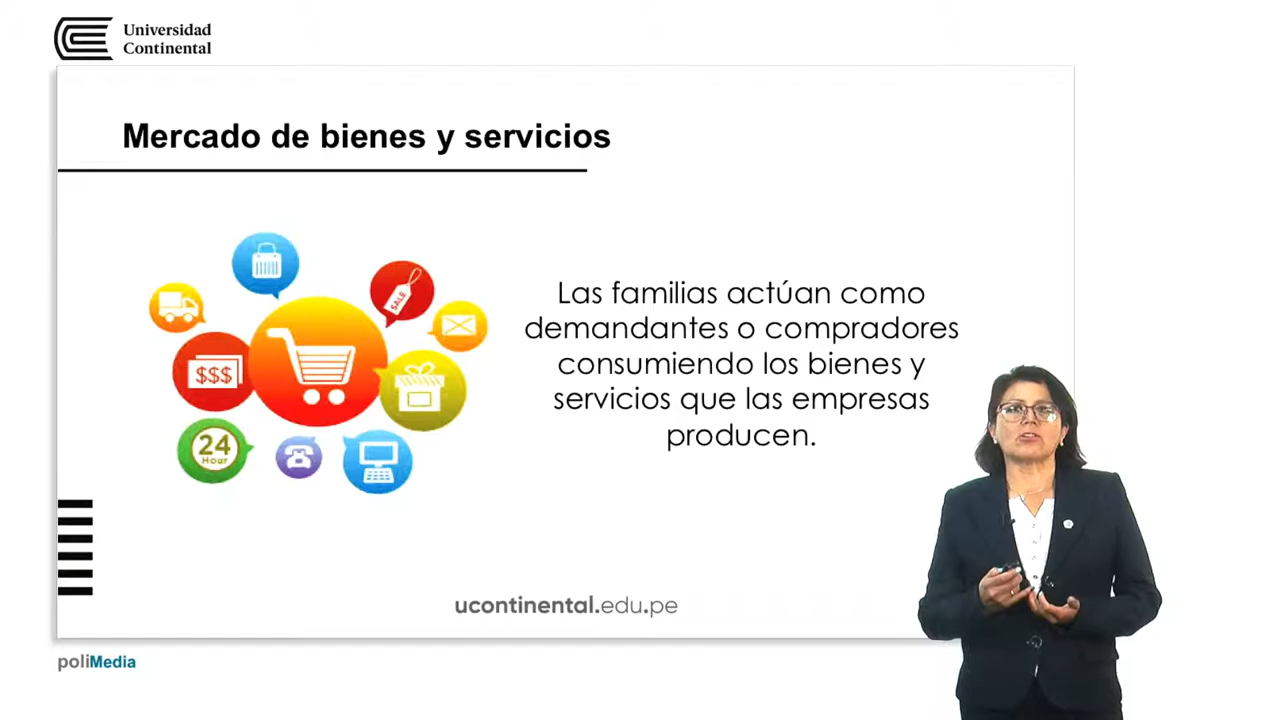 Universidad
Continental
Mercado de bienes y servicios
SALE
$$$
24
Hour
Las familias actúan como
demandantes o compradores
consumiendo los bienes y
servicios que las empresas
producen.
ucontinental.edu.pe
poliMedia